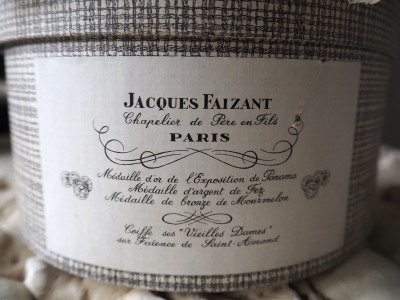 JACQUES FAIZANT
Chapelier de Père en Fils
PARIS
Médaille d'or de l'Exposition de Panama
Médaille d'argent de Fez
Médaille de bronze de Mourmelon
Coiffe ses "Vieilles Dames"
sur Faïence de Saint-Amand